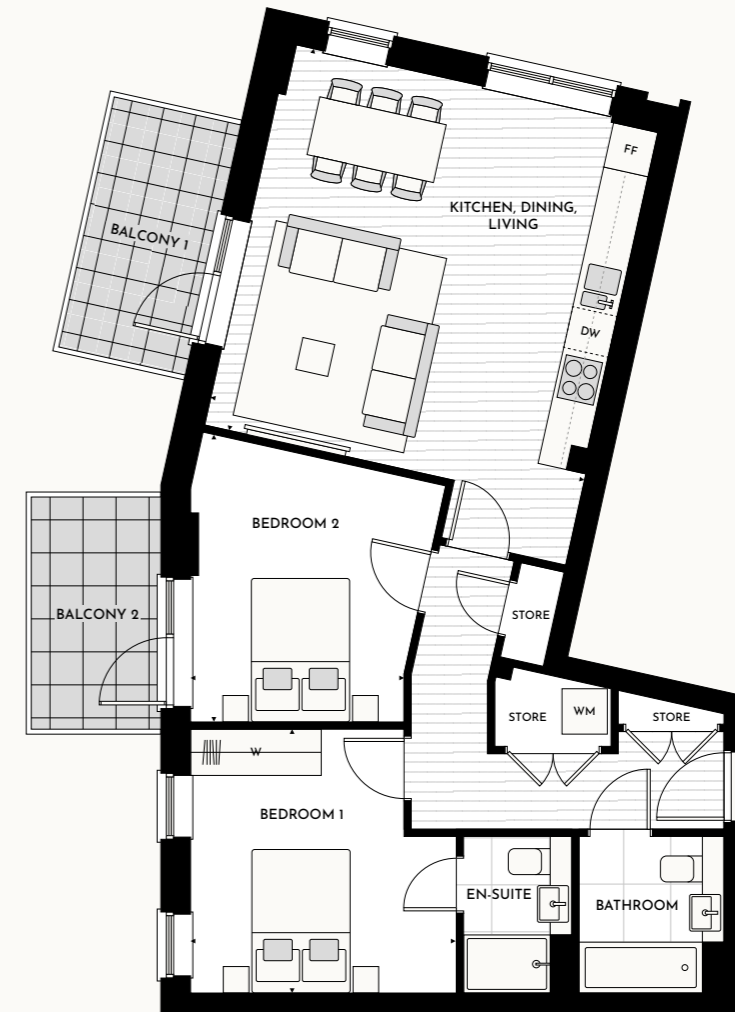 FF
KITCHEN, DINING,
LIVING
BALCONY 1
DW
BEDROOM 2
BALCONY 2
STORE
STORE
WM
STORE
W
BEDROOM 1
EN-SUITE
BATHROOM